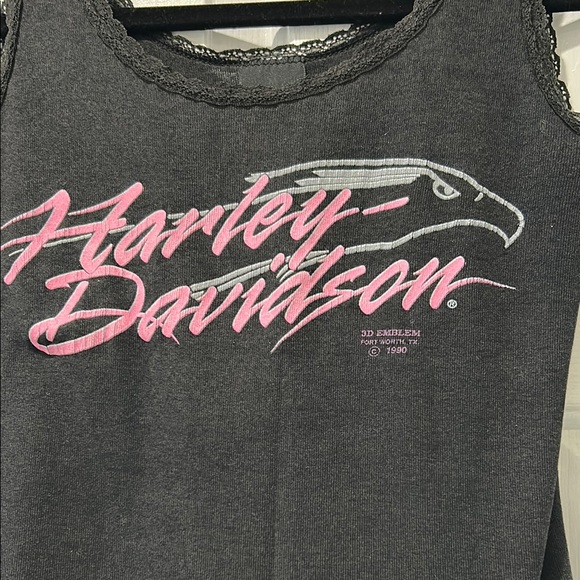 Harley-
Davidson®
3D EMBLEM
FORT WORTH, TX.
© 1990